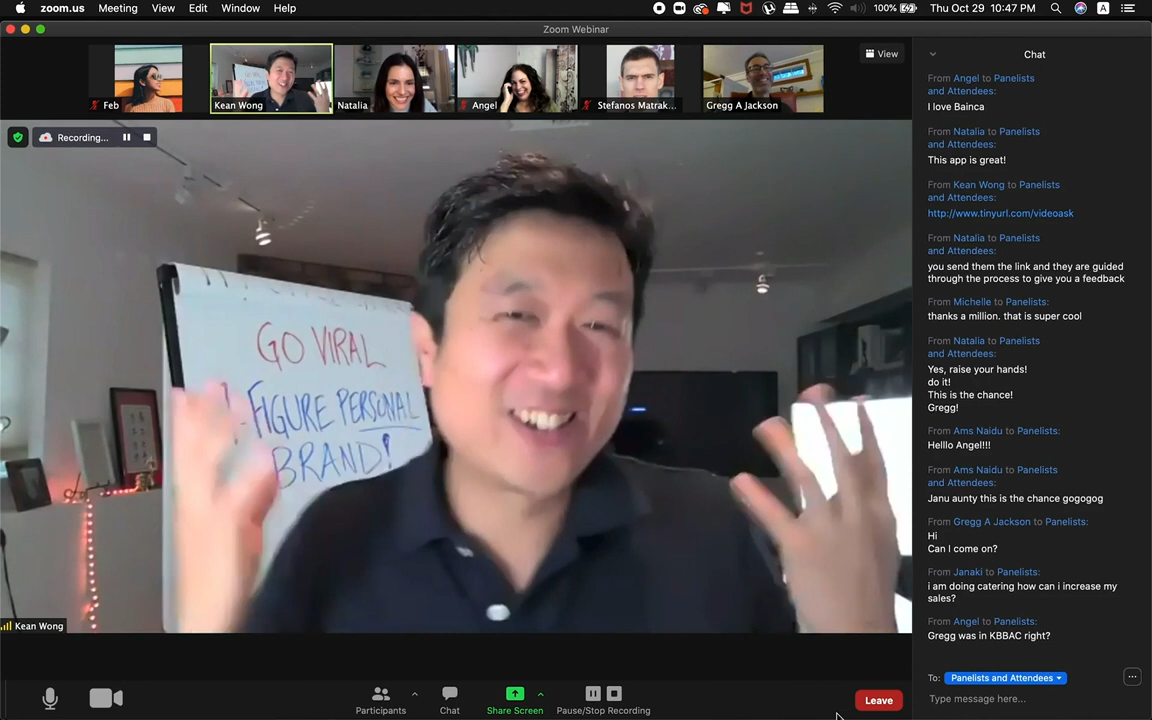 zoom.us Meeting View Edit Window Help
100% Thu Oct 29 10:47 PM
Zoom Webinar
Feb
Kean Wong
Natalia
Angel
Stefanos Matrak...
Gregg A Jackson
View
Recording...
GO VIRAL
FIGURE PERSONAL
BRAND!
Kean Wong
Participants
Chat
Share Screen
Pause/Stop Recording
Leave
Chat
From Angel to Panelists
and Attendees:
I love Bainca
From Natalia to Panelists
and Attendees:
This app is great!
From Kean Wong to Panelists
and Attendees:
http://www.tinyurl.com/videoask
From Natalia to Panelists
and Attendees:
you send them the link and they are guided
through the process to give you a feedback
From Michelle to Panelists:
thanks a million. that is super cool
From Natalia to Panelists
and Attendees:
Yes, raise your hands!
do it!
This is the chance!
Gregg!
From Ams Naidu to Panelists:
Helllo Angel!!!
From Ams Naidu to Panelists
and Attendees:
Janu aunty this is the chance gogogog
From Gregg A Jackson to Panelists:
Hi
Can I come on?
From Janaki to Panelists:
i am doing catering how can i increase my
sales?
From Angel to Panelists:
Gregg was in KBBAC right?
To: Panelists and Attendees
Type message here...